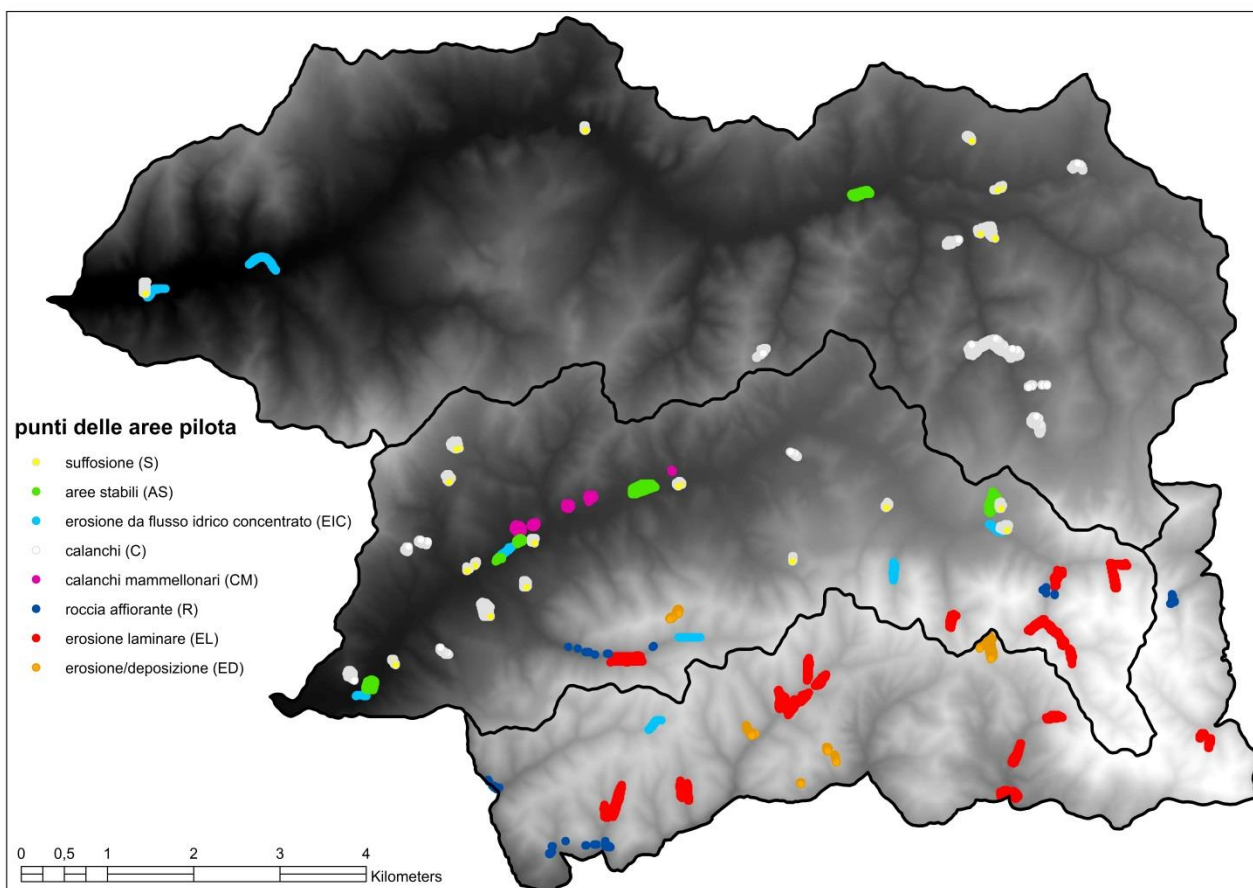 punti delle aree pilota
suffosione (S)
aree stabili (AS)
erosione da flusso idrico concentrato (EIC)
calanchi (C)
calanchi mammellonari (CM)
roccia affiorante (R)
erosione laminare (EL)
erosione/deposizione (ED)
0 0,5 1 2 3 4
Kilometers